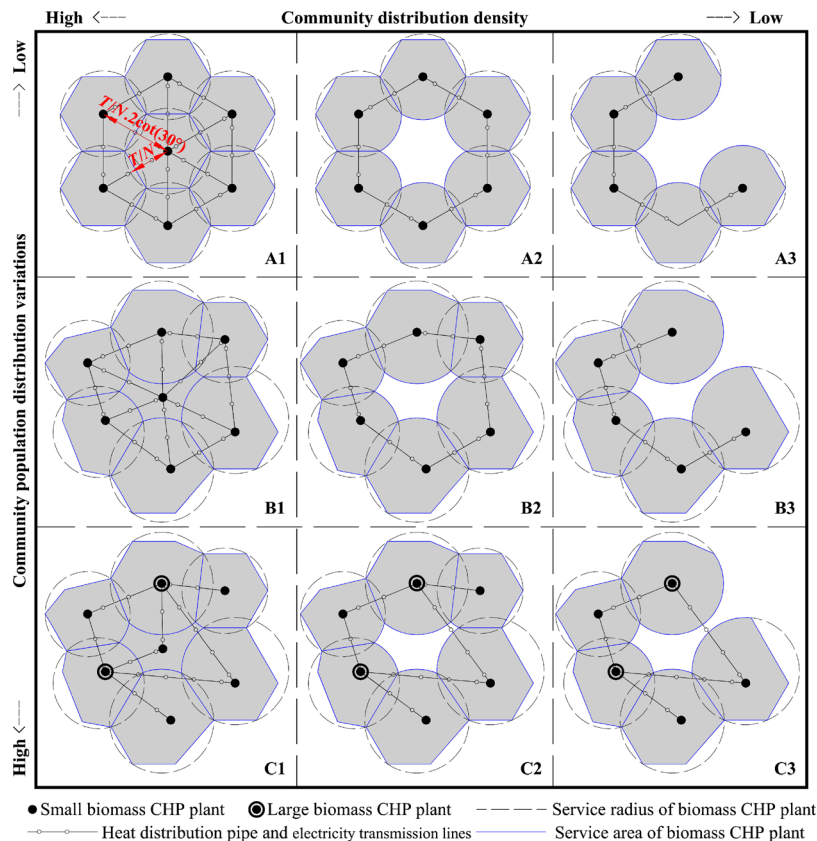 Community distribution density
High <--- ---> Low
Community population distribution variations
---> Low
High <---
T/N.2cot(30°)
T/N
A1
A2
A3
B1
B2
B3
C1
C2
C3
Small biomass CHP plant Large biomass CHP plant Service radius of biomass CHP plant
Heat distribution pipe and electricity transmission lines Service area of biomass CHP plant